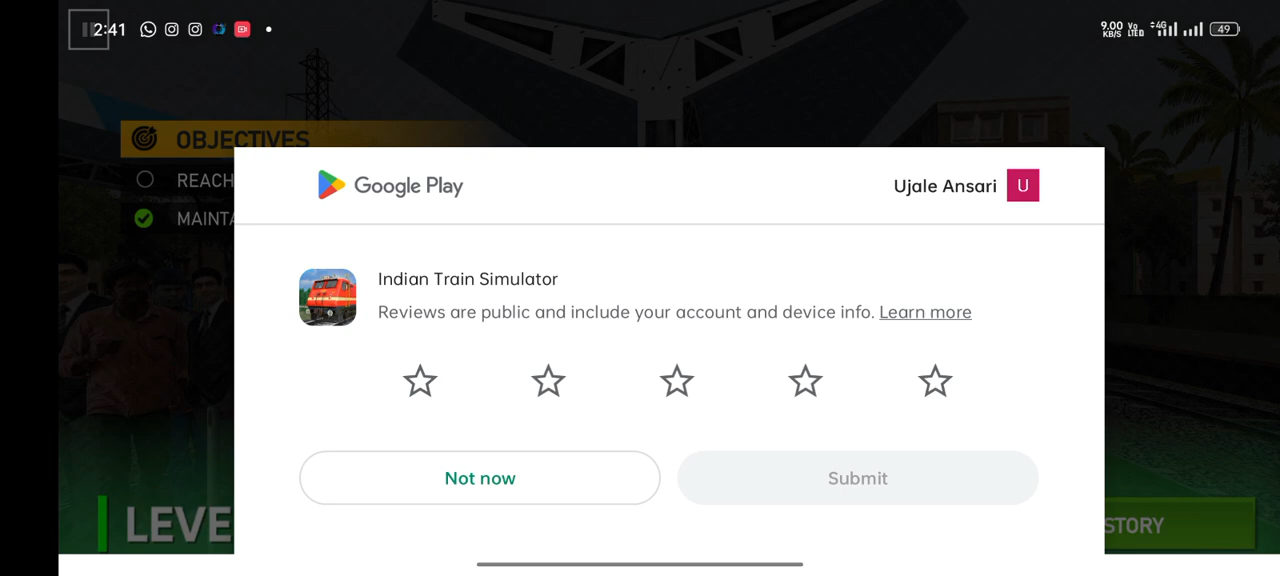 2:41
9.00 KB/S
Vo LTE
4G
49
OBJECTIVES
REACH
MAINTA
Google Play
Ujale Ansari
U
Indian Train Simulator
Reviews are public and include your account and device info. Learn more
Not now
Submit
LEVE
STORY